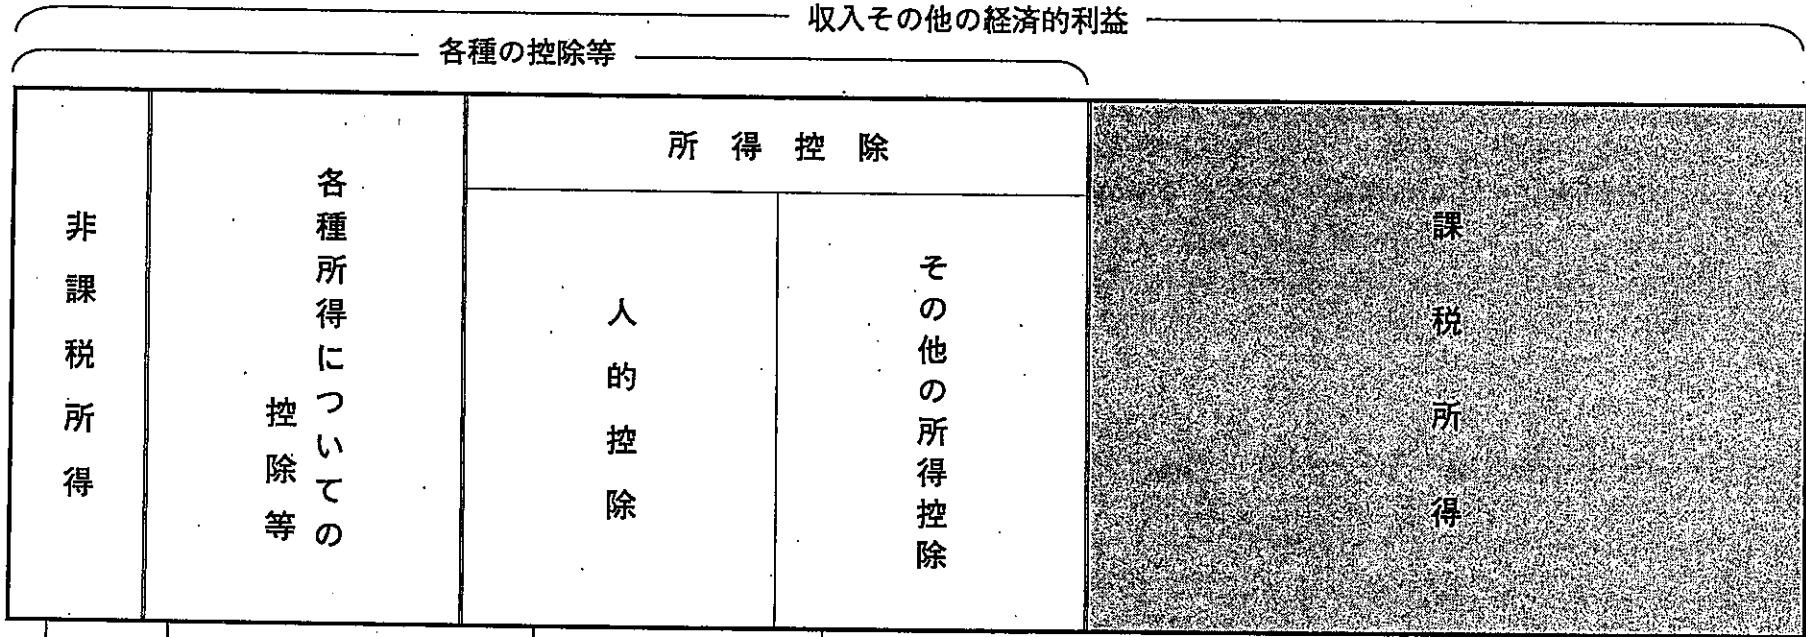 収入その他の経済的利益
各種の控除等
非課税所得
各種所得についての
控除等
所得控除
人的控除
その他の所得控除
課税所得